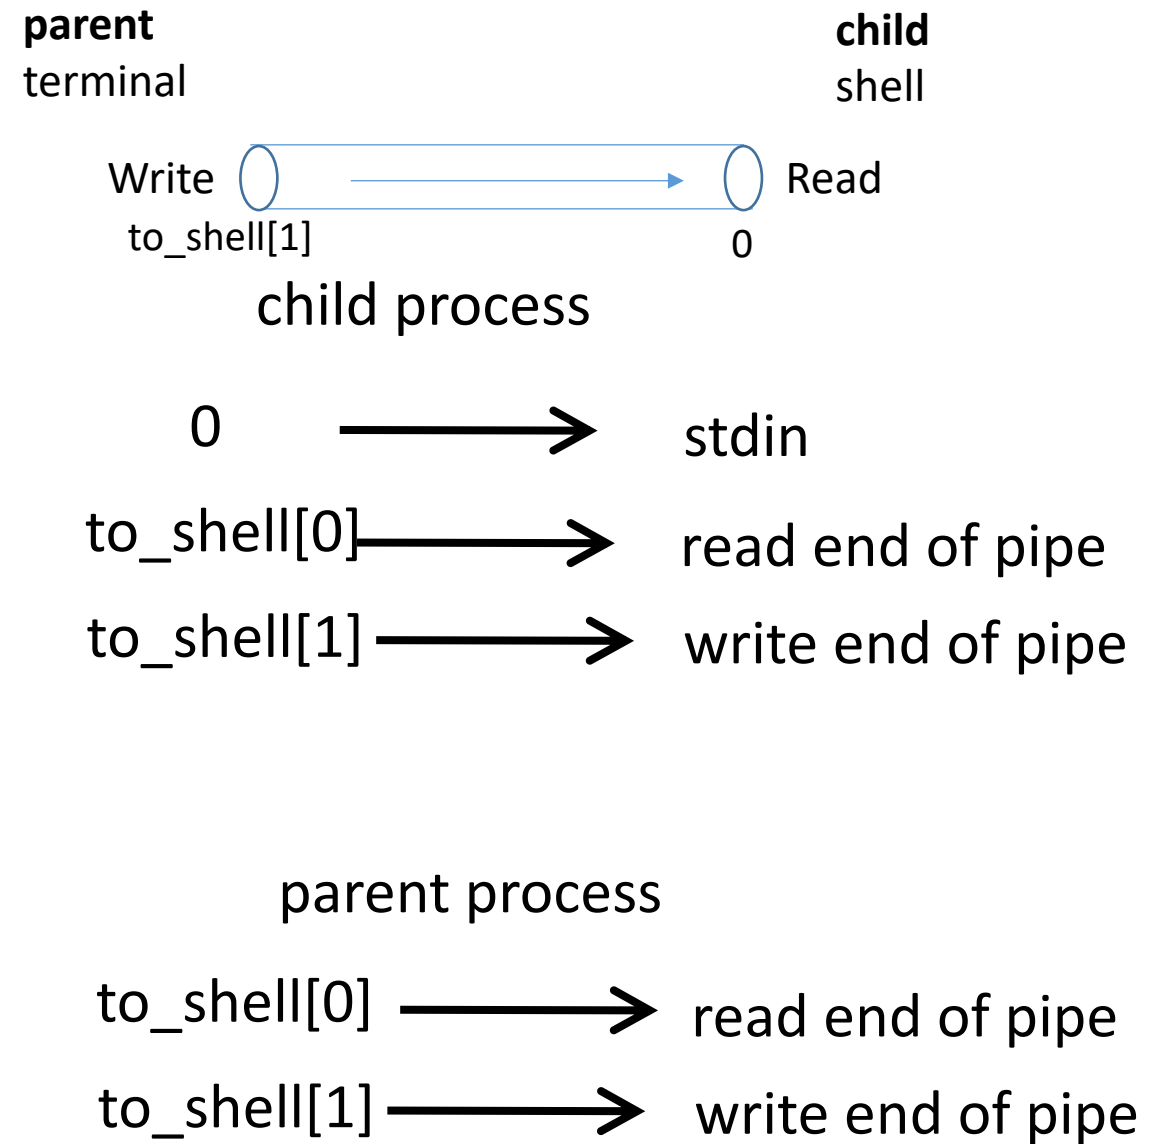 parent
child
terminal
shell
Write
Read
to_shell[1]
0
child process
0
stdin
to_shell[0]
read end of pipe
to_shell[1]
write end of pipe
parent process
to_shell[0]
read end of pipe
to_shell[1]
write end of pipe